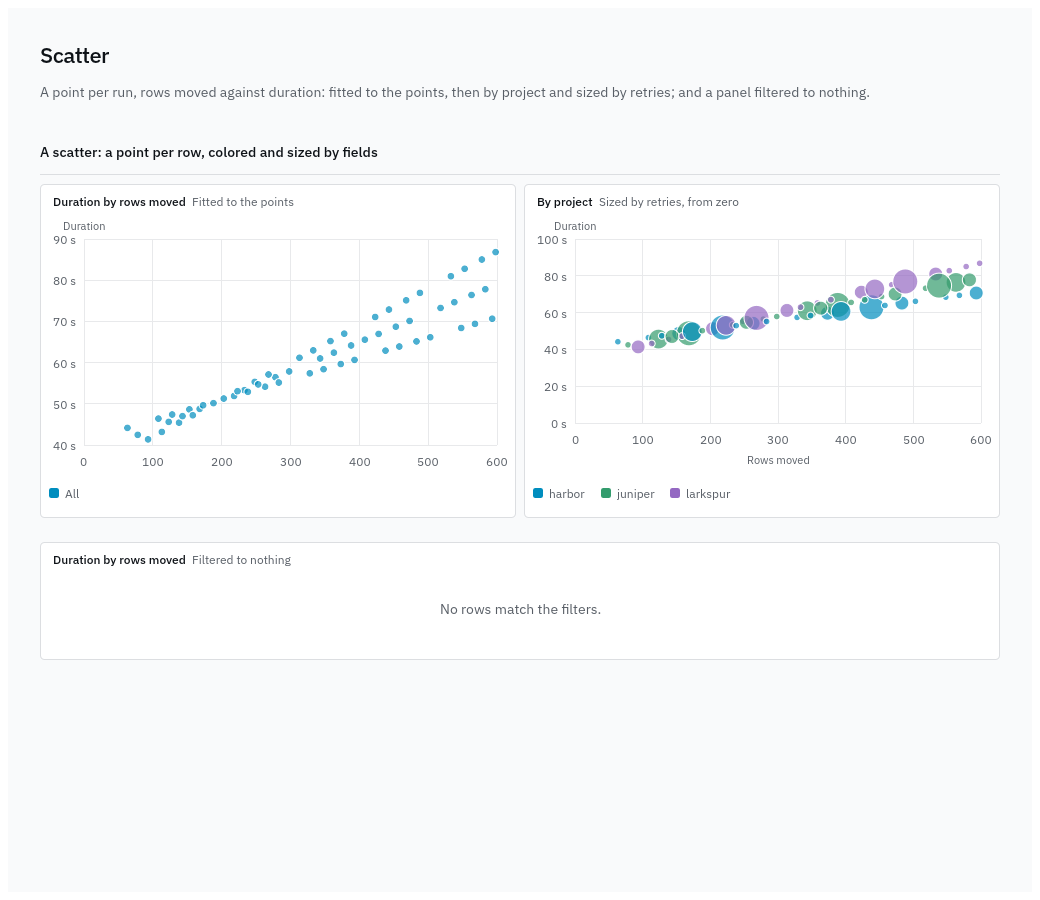 Scatter
A point per run, rows moved against duration: fitted to the points, then by project and sized by retries; and a panel filtered to nothing.
A scatter: a point per row, colored and sized by fields
Duration by rows moved Fitted to the points
Duration
90 s
80 s
70 s
60 s
50 s
40 s
0 100 200 300 400 500 600
All
By project Sized by retries, from zero
Duration
100 s
80 s
60 s
40 s
20 s
0 s
0 100 200 300 400 500 600
Rows moved
harbor juniper larkspur
Duration by rows moved Filtered to nothing
No rows match the filters.